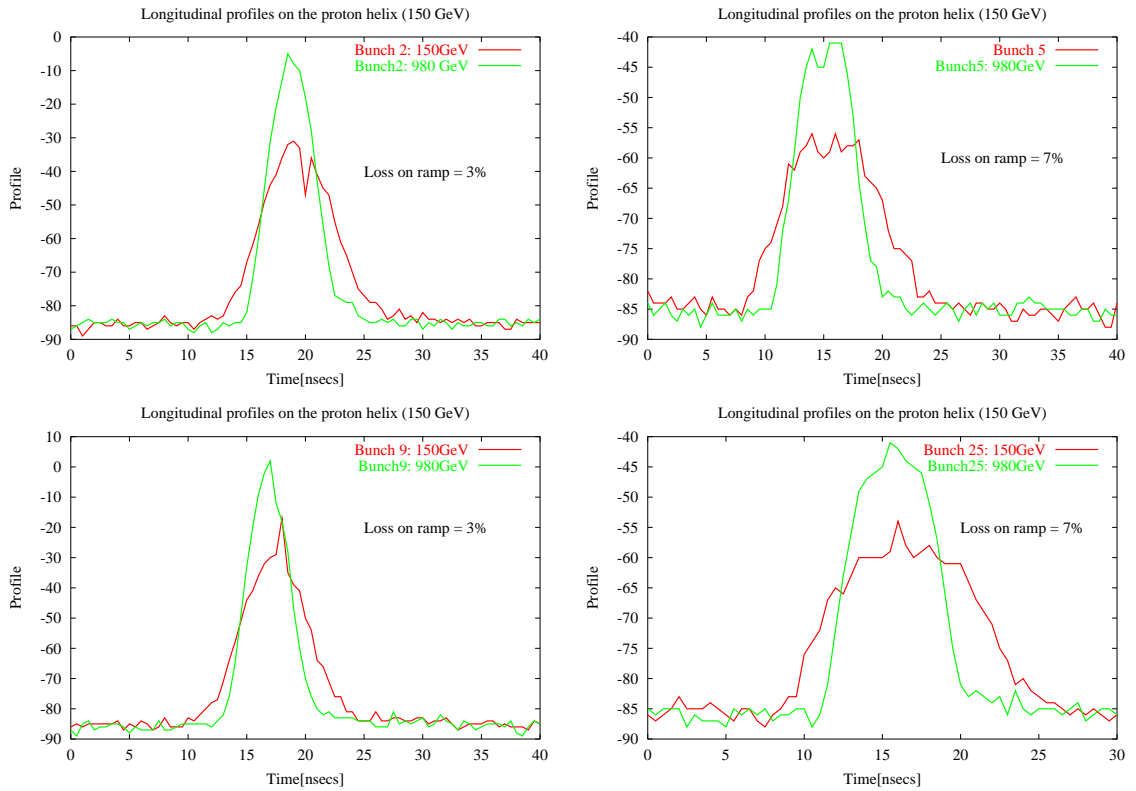 Longitudinal profiles on the proton helix (150 GeV)
0
-10
-20
-30
-40
-50
-60
-70
-80
-90
Profile
Bunch 2: 150GeV
Bunch2: 980 GeV
Loss on ramp = 3%
0 5 10 15 20 25 30 35 40
Time[nsecs]
Longitudinal profiles on the proton helix (150 GeV)
-40
-45
-50
-55
-60
-65
-70
-75
-80
-85
-90
Profile
Bunch 5
Bunch5: 980GeV
Loss on ramp = 7%
0 5 10 15 20 25 30 35 40
Time[nsecs]
Longitudinal profiles on the proton helix (150 GeV)
10
0
-10
-20
-30
-40
-50
-60
-70
-80
-90
Profile
Bunch 9: 150GeV
Bunch9: 980GeV
Loss on ramp = 3%
0 5 10 15 20 25 30 35 40
Time[nsecs]
Longitudinal profiles on the proton helix (150 GeV)
-40
-45
-50
-55
-60
-65
-70
-75
-80
-85
-90
Profile
Bunch 25: 150GeV
Bunch25: 980GeV
Loss on ramp = 7%
0 5 10 15 20 25 30
Time[nsecs]